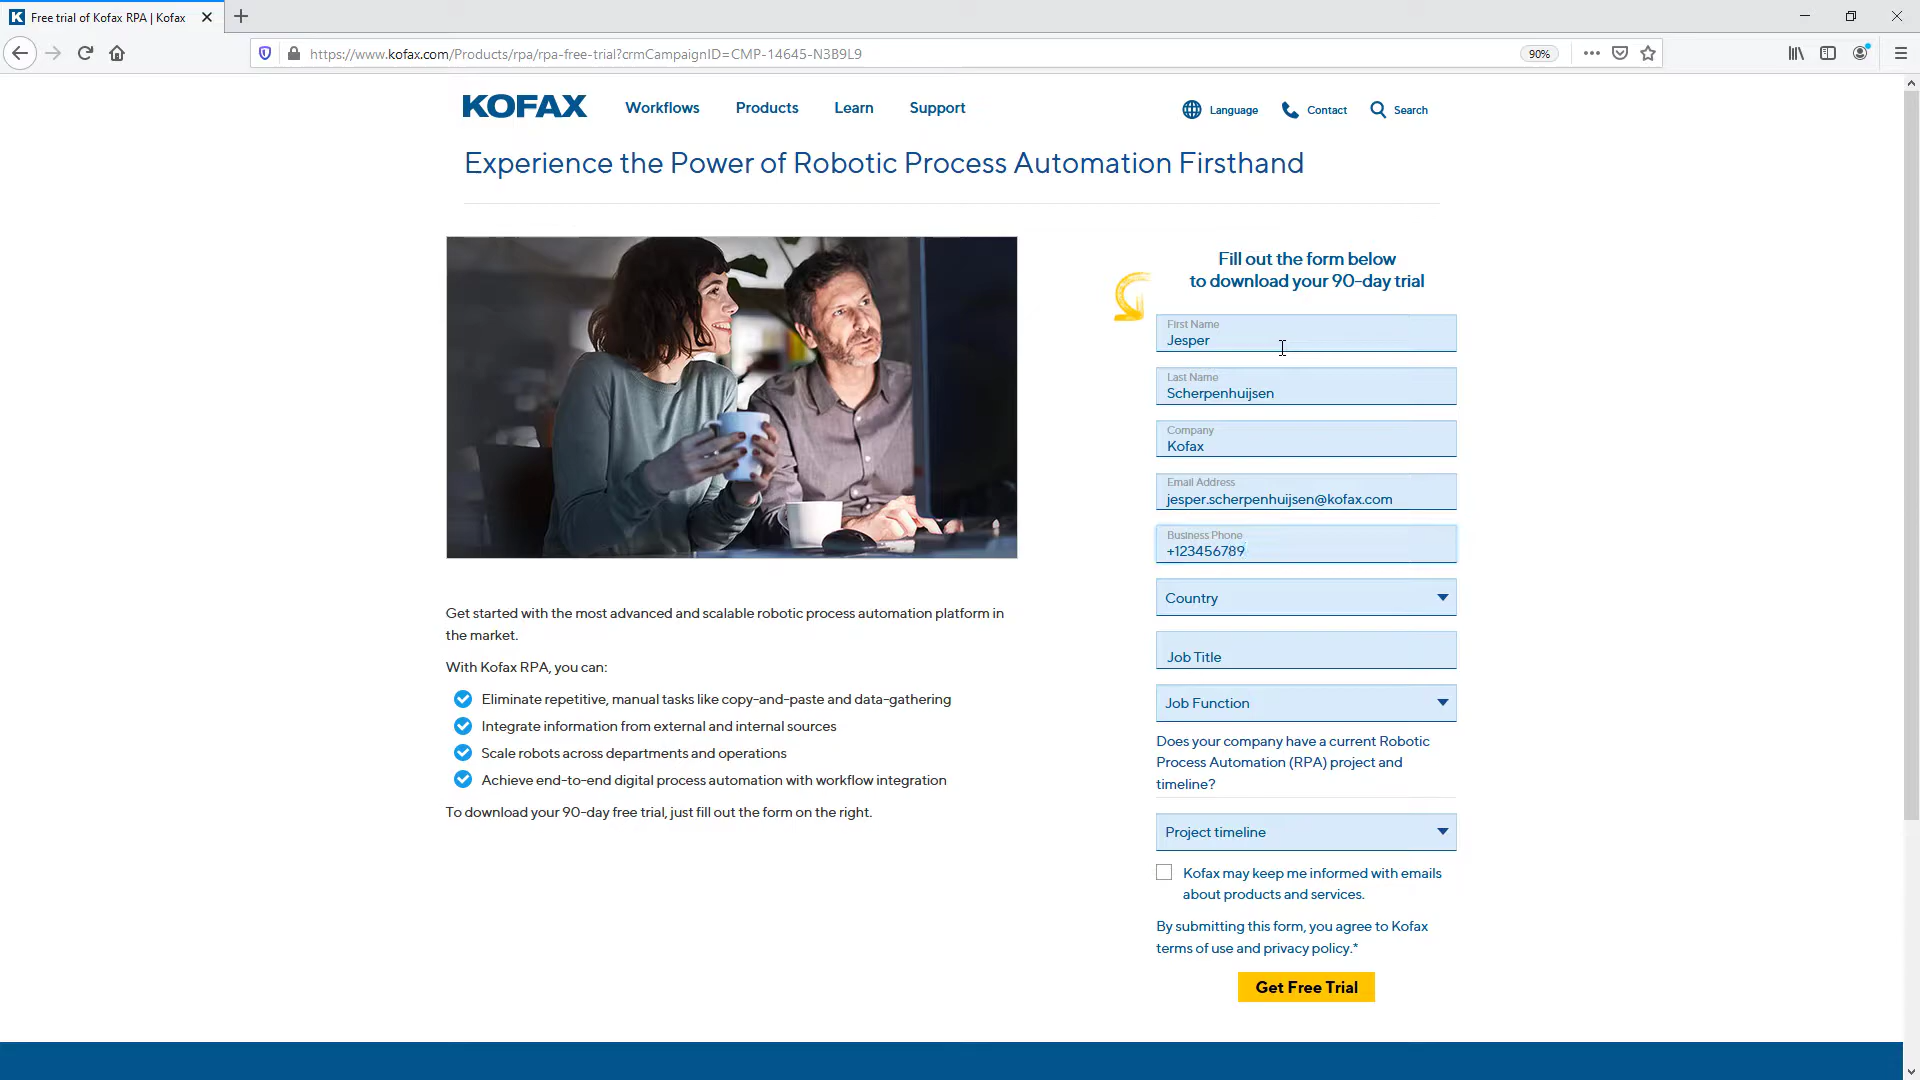 Free trial of Kofax RPA | Kofax
https://www.kofax.com/Products/rpa/rpa-free-trial?crmCampaignID=CMP-14645-N3B9L9
90%
KOFAX
Workflows
Products
Learn
Support
Language
Contact
Search
Experience the Power of Robotic Process Automation Firsthand
Fill out the form below
to download your 90-day trial
First Name
Jesper
Last Name
Scherpenhuijsen
Company
Kofax
Email Address
jesper.scherpenhuijsen@kofax.com
Business Phone
+123456789
Country
Job Title
Job Function
Does your company have a current Robotic
Process Automation (RPA) project and
timeline?
Project timeline
Kofax may keep me informed with emails
about products and services.
By submitting this form, you agree to Kofax
terms of use and privacy policy.*
Get Free Trial
Get started with the most advanced and scalable robotic process automation platform in
the market.
With Kofax RPA, you can:
Eliminate repetitive, manual tasks like copy-and-paste and data-gathering
Integrate information from external and internal sources
Scale robots across departments and operations
Achieve end-to-end digital process automation with workflow integration
To download your 90-day free trial, just fill out the form on the right.